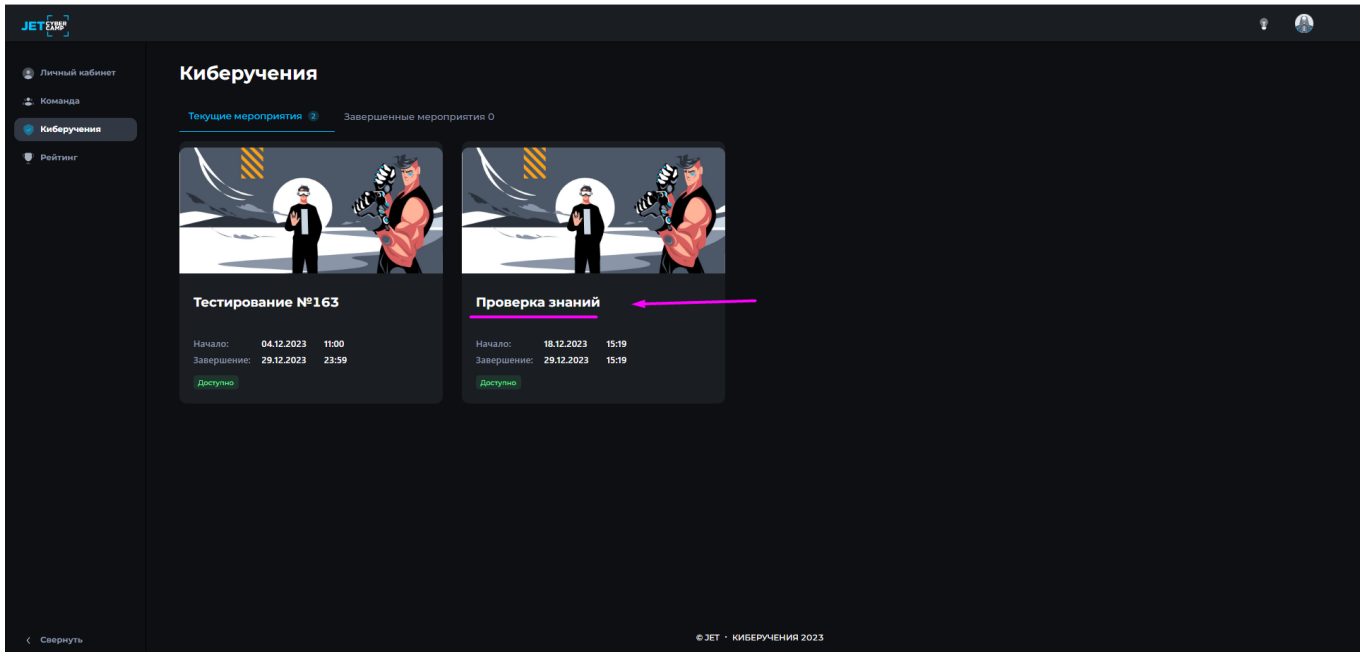 JET CYBER CAMP
Личный кабинет
Команда
Киберучения
Рейтинг
Киберучения
Текущие мероприятия 2 Завершенные мероприятия 0
Тестирование №163
Начало: 04.12.2023 11:00
Завершение: 29.12.2023 23:59
Доступно
Проверка знаний
Начало: 18.12.2023 15:19
Завершение: 29.12.2023 15:19
Доступно
Свернуть
© JET · КИБЕРУЧЕНИЯ 2023